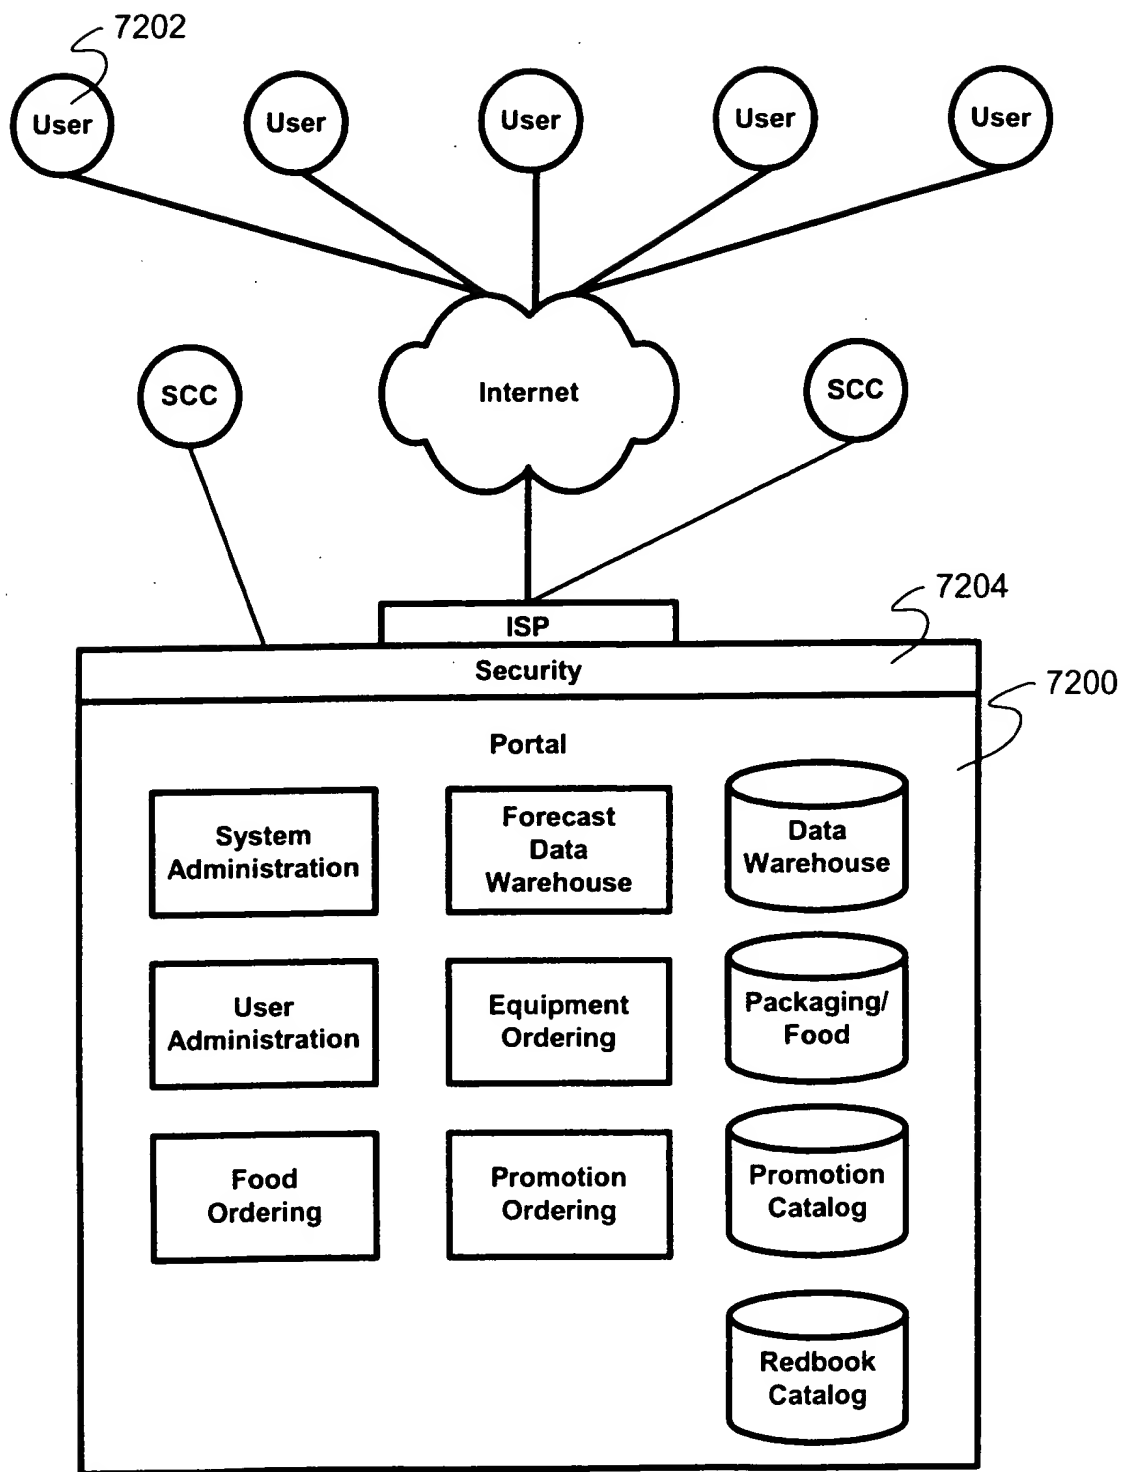 7202
User
User
User
User
User
Internet
SCC
SCC
ISP
7204
Security
7200
Portal
System
Administration
Forecast
Data
Warehouse
Data
Warehouse
User
Administration
Equipment
Ordering
Packaging/
Food
Food
Ordering
Promotion
Ordering
Promotion
Catalog
Redbook
Catalog